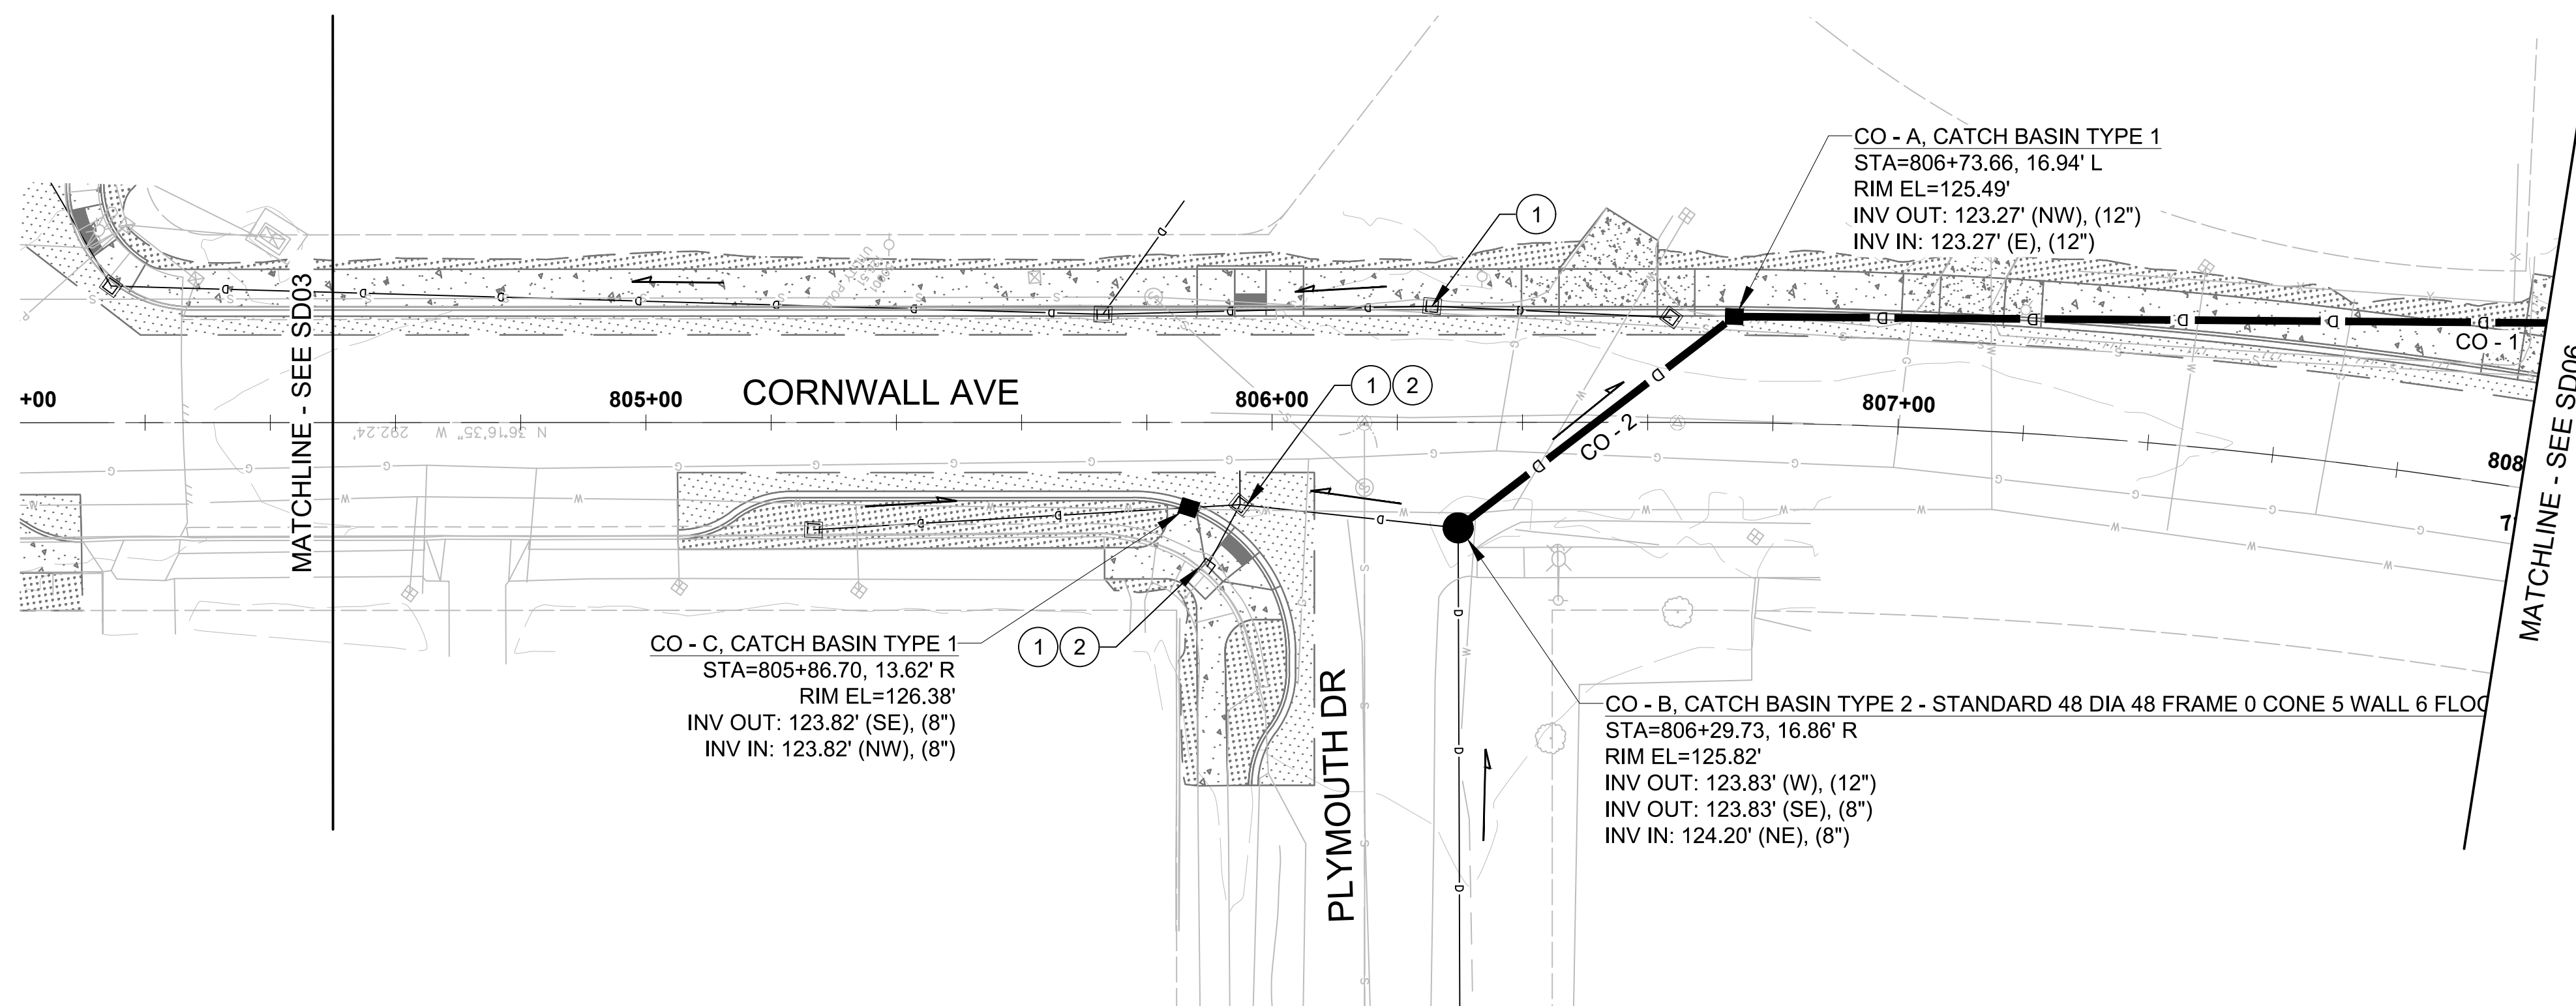 CO - A, CATCH BASIN TYPE 1
STA=806+73.66, 16.94' L
RIM EL=125.49'
INV OUT: 123.27' (NW), (12")
INV IN: 123.27' (E), (12")
1
MATCHLINE - SEE SD03
CO - 1
MATCHLINE - SEE SD06
+00
805+00
CORNWALL AVE
806+00
1 2
807+00
808
N 36°16'35" W 292.24'
CO - 2
CO - C, CATCH BASIN TYPE 1
STA=805+86.70, 13.62' R
RIM EL=126.38'
INV OUT: 123.82' (SE), (8")
INV IN: 123.82' (NW), (8")
1 2
PLYMOUTH DR
CO - B, CATCH BASIN TYPE 2 - STANDARD 48 DIA 48 FRAME 0 CONE 5 WALL 6 FLOO
STA=806+29.73, 16.86' R
RIM EL=125.82'
INV OUT: 123.83' (W), (12")
INV OUT: 123.83' (SE), (8")
INV IN: 124.20' (NE), (8")